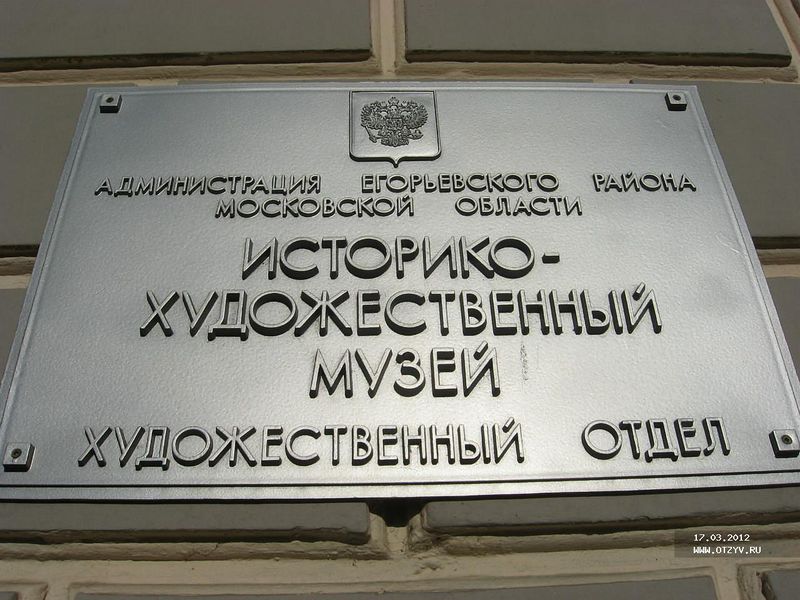 АДМИНИСТРАЦИЯ ЕГОРЬЕВСКОГО РАЙОНА
МОСКОВСКОЙ ОБЛАСТИ
ИСТОРИКО-
ХУДОЖЕСТВЕННЫЙ
МУЗЕЙ
ХУДОЖЕСТВЕННЫЙ ОТДЕЛ
17.03.2012
WWW.OTZYV.RU